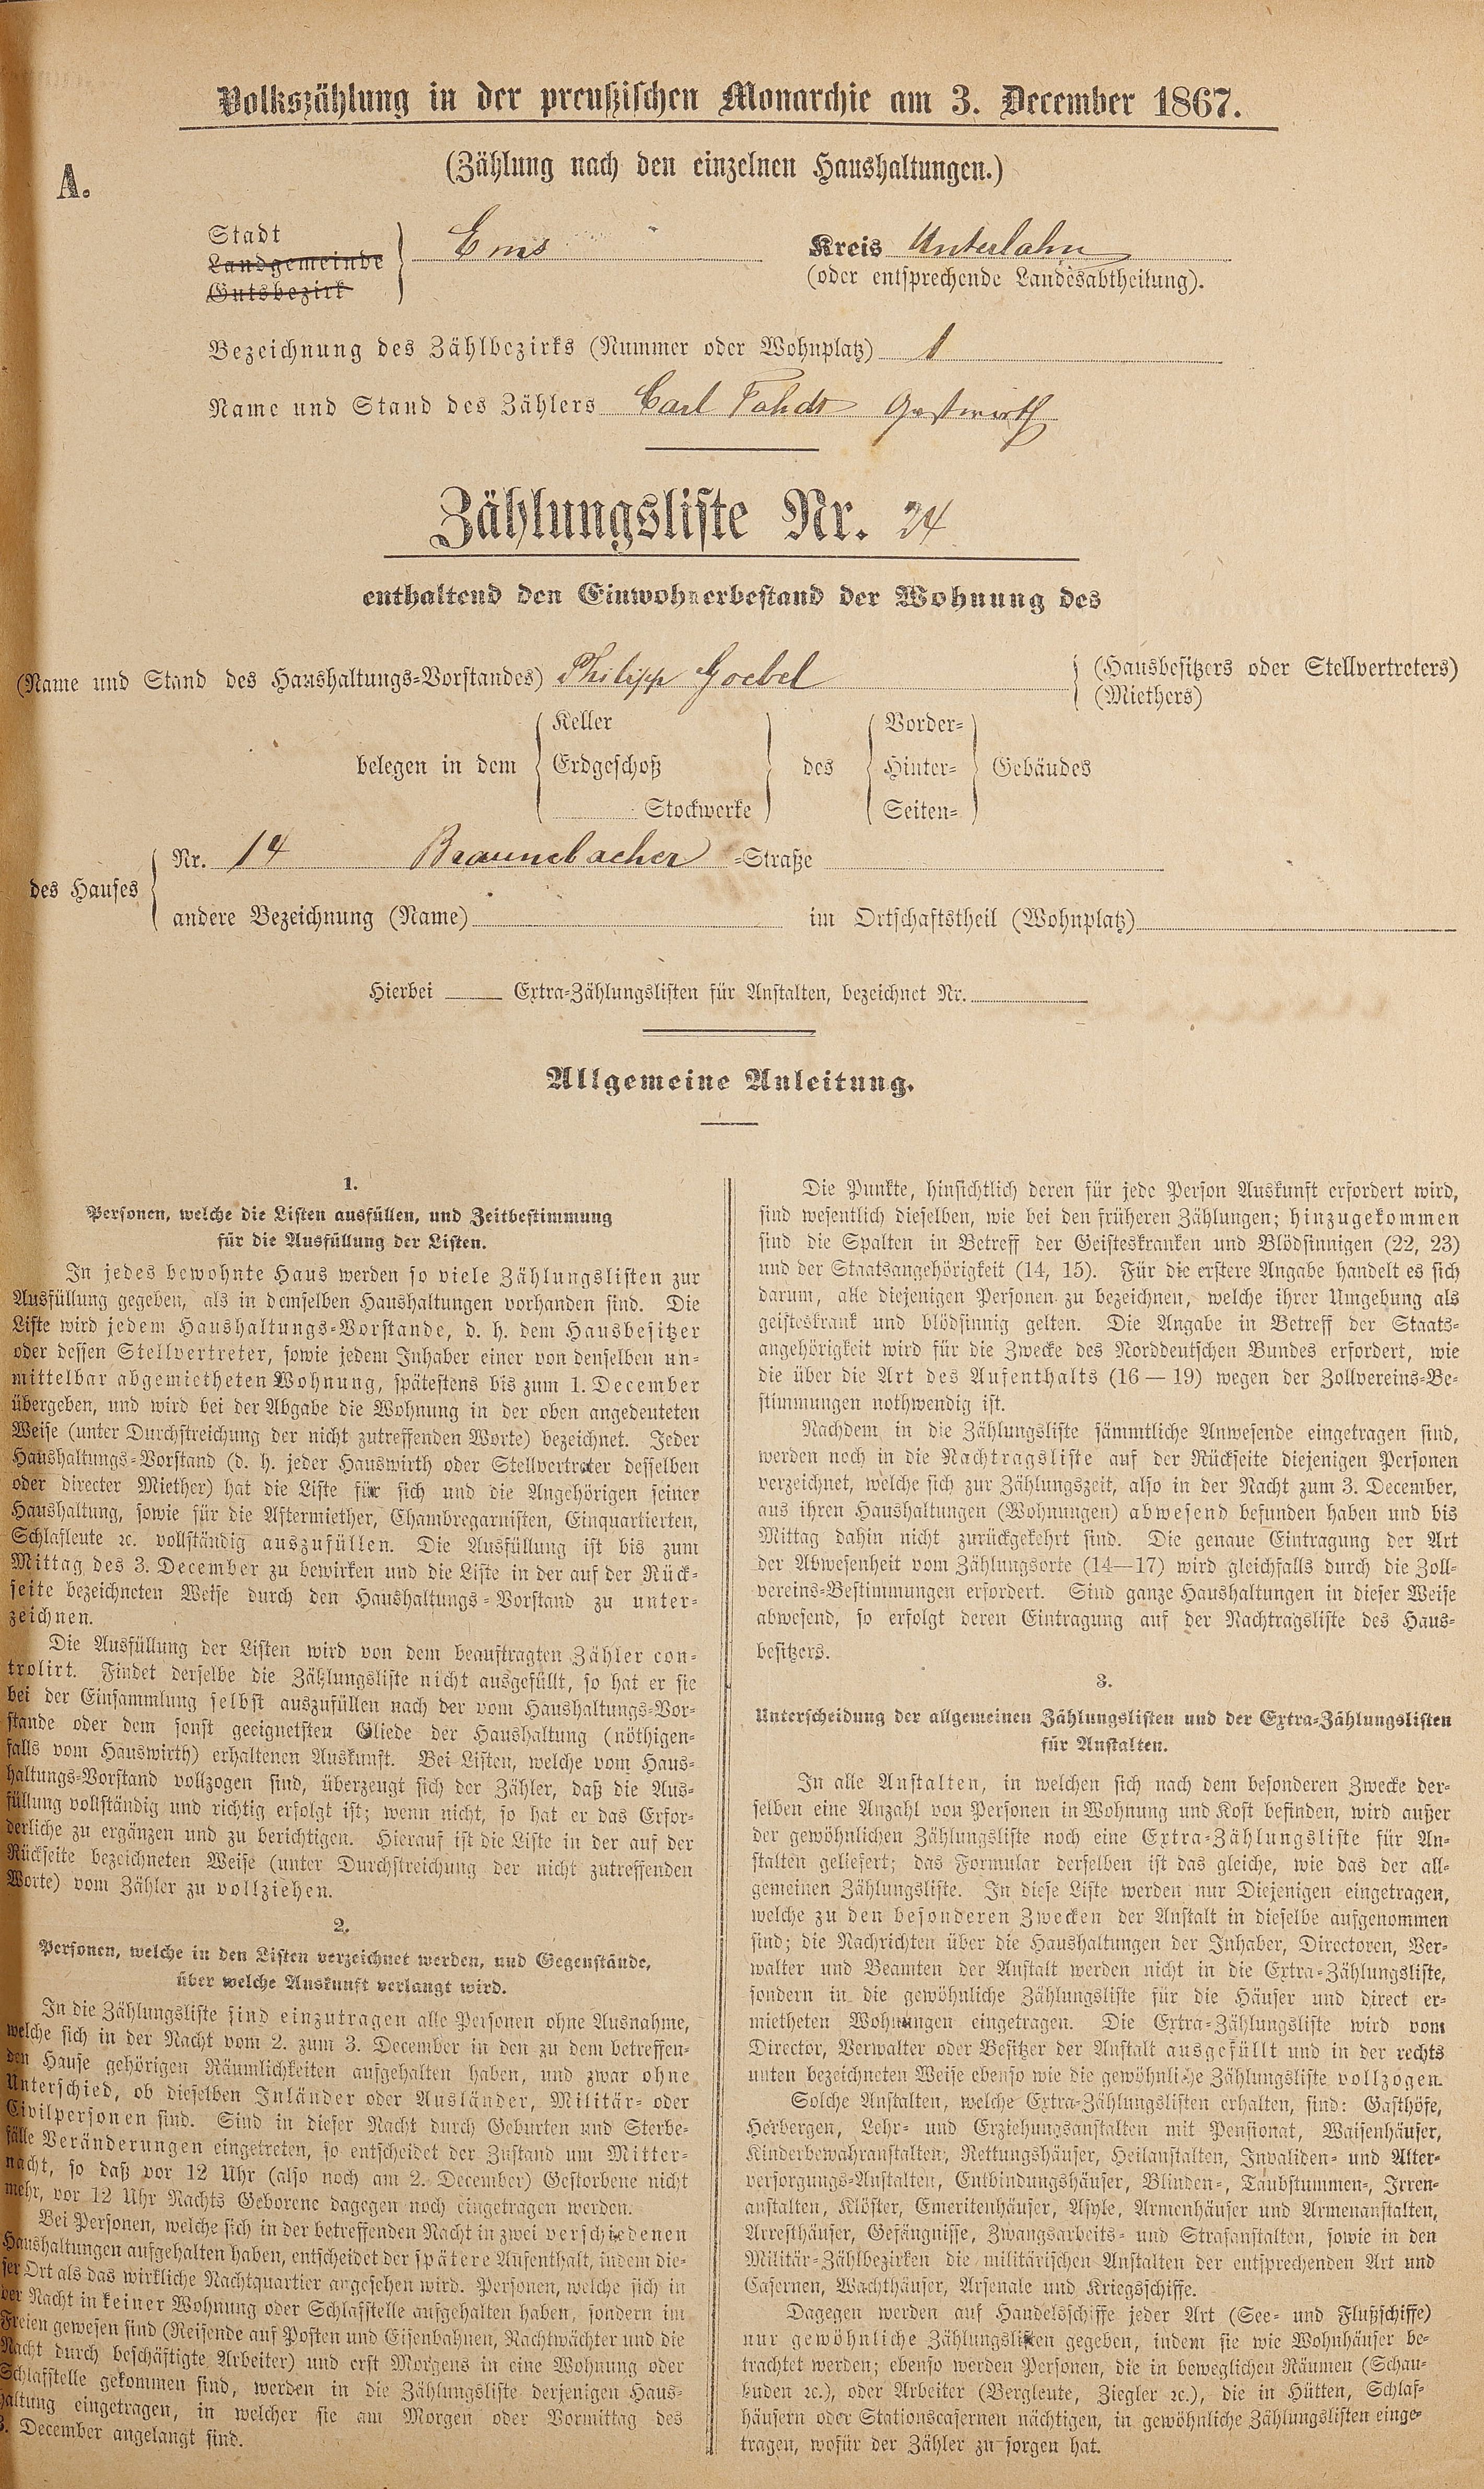 Volkszählung in der preußischen Monarchie am 3. December 1867.
(Zählung nach den einzelnen Haushaltungen.)
A.
Stadt
Landgemeinde
Gutsbezirk
Ems
Kreis Unterlahn
(oder entsprechende Landesabtheilung).
Bezeichnung des Zählbezirks (Nummer oder Wohnplatz) 1
Name und Stand des Zählers Carl Gastwirth
Zählungsliste Nr. 24
enthaltend den Einwohnerbestand der Wohnung des
(Name und Stand des Haushaltungs-Vorstandes) Philipp Goebel
(Hausbesitzers oder Stellvertreters)
(Miethers)
belegen in dem
Keller
Erdgeschoß
Stockwerke
des
Vorder-
Hinter-
Seiten-
Gebäudes
des Hauses
Nr. 14 Braunebacher -Straße
andere Bezeichnung (Name) im Ortschaftstheil (Wohnplatz)
Hierbei Extra-Zählungslisten für Anstalten, bezeichnet Nr.
Allgemeine Anleitung.
1.
Personen, welche die Listen ausfüllen, und Zeitbestimmung
für die Ausfüllung der Listen.
In jedes bewohnte Haus werden so viele Zählungslisten zur
Ausfüllung gegeben, als in demselben Haushaltungen vorhanden sind. Die
Liste wird jedem Haushaltungs-Vorstande, d. h. dem Hausbesitzer
oder dessen Stellvertreter, sowie jedem Inhaber einer von denselben un-
mittelbar abgemietheten Wohnung, spätestens bis zum 1. December
übergeben, und wird bei der Abgabe die Wohnung in der oben angedeuteten
Weise (unter Durchstreichung der nicht zutreffenden Worte) bezeichnet. Jeder
Haushaltungs-Vorstand (d. h. jeder Hauswirth oder Stellvertreter desselben
oder directer Miether) hat die Liste für sich und die Angehörigen seiner
Haushaltung, sowie für die Aftermiether, Chambregarnisten, Einquartierten,
Schlafleute ꝛc. vollständig auszufüllen. Die Ausfüllung ist bis zum
Mittag des 3. December zu bewirken und die Liste in der auf der Rück-
seite bezeichneten Weise durch den Haushaltungs-Vorstand zu unter-
zeichnen.
Die Ausfüllung der Listen wird von dem beauftragten Zähler con-
trolirt. Findet derselbe die Zählungsliste nicht ausgefüllt, so hat er sie
bei der Einsammlung selbst auszufüllen nach der vom Haushaltungs-Vor-
stande oder dem sonst geeignetsten Gliede der Haushaltung (nöthigen-
falls vom Hauswirth) erhaltenen Auskunft. Bei Listen, welche vom Haus-
haltungs-Vorstand vollzogen sind, überzeugt sich der Zähler, daß die Aus-
füllung vollständig und richtig erfolgt ist; wenn nicht, so hat er das Erfor-
derliche zu ergänzen und zu berichtigen. Hierauf ist die Liste in der auf der
Rückseite bezeichneten Weise (unter Durchstreichung der nicht zutreffenden
Worte) vom Zähler zu vollziehen.
2.
Personen, welche in den Listen verzeichnet werden, und Gegenstände,
über welche Auskunft verlangt wird.
In die Zählungsliste sind einzutragen alle Personen ohne Ausnahme,
welche sich in der Nacht vom 2. zum 3. December in den zu dem betreffen-
den Hause gehörigen Räumlichkeiten aufgehalten haben, und zwar ohne
Unterschied, ob dieselben Inländer oder Ausländer, Militär- oder
Civilpersonen sind. Sind in dieser Nacht durch Geburten und Sterbe-
fälle Veränderungen eingetreten, so entscheidet der Zustand um Mitter-
nacht, so daß vor 12 Uhr (also noch am 2. December) Gestorbene nicht
mehr, vor 12 Uhr Nachts Geborene dagegen noch eingetragen werden.
Bei Personen, welche sich in der betreffenden Nacht in zwei verschiedenen
Haushaltungen aufgehalten haben, entscheidet der spätere Aufenthalt, indem die-
ser Ort als das wirkliche Nachtquartier angesehen wird. Personen, welche sich in
der Nacht in keiner Wohnung oder Schlafstelle aufgehalten haben, sondern im
Freien gewesen sind (Reisende auf Posten und Eisenbahnen, Nachtwächter und die
Nacht durch beschäftigte Arbeiter) und erst Morgens in eine Wohnung oder
Schlafstelle gekommen sind, werden in die Zählungsliste derjenigen Haus-
haltung eingetragen, in welcher sie am Morgen oder Vormittag des
3. December angelangt sind.
Die Punkte, hinsichtlich deren für jede Person Auskunft erfordert wird,
sind wesentlich dieselben, wie bei den früheren Zählungen; hinzugekommen
sind die Spalten in Betreff der Geisteskranken und Blödsinnigen (22, 23)
und der Staatsangehörigkeit (14, 15). Für die erstere Angabe handelt es sich
darum, alle diejenigen Personen zu bezeichnen, welche ihrer Umgebung als
geisteskrank und blödsinnig gelten. Die Angabe in Betreff der Staats-
angehörigkeit wird für die Zwecke des Norddeutschen Bundes erfordert, wie
die über die Art des Aufenthalts (16 — 19) wegen der Zollvereins-Be-
stimmungen nothwendig ist.
Nachdem in die Zählungsliste sämmtliche Anwesende eingetragen sind,
werden noch in die Nachtragsliste auf der Rückseite diejenigen Personen
verzeichnet, welche sich zur Zählungszeit, also in der Nacht zum 3. December,
aus ihren Haushaltungen (Wohnungen) abwesend befunden haben und bis
Mittag dahin nicht zurückgekehrt sind. Die genaue Eintragung der Art
der Abwesenheit vom Zählungsorte (14—17) wird gleichfalls durch die Zoll-
vereins-Bestimmungen erfordert. Sind ganze Haushaltungen in dieser Weise
abwesend, so erfolgt deren Eintragung auf der Nachtragsliste des Haus-
besitzers.
3.
Unterscheidung der allgemeinen Zählungslisten und der Extra-Zählungslisten
für Anstalten.
In alle Anstalten, in welchen sich nach dem besonderen Zwecke der-
selben eine Anzahl von Personen in Wohnung und Kost befinden, wird außer
der gewöhnlichen Zählungsliste noch eine Extra-Zählungsliste für An-
stalten geliefert; das Formular derselben ist das gleiche, wie das der all-
gemeinen Zählungsliste. In diese Liste werden nur Diejenigen eingetragen,
welche zu den besonderen Zwecken der Anstalt in dieselbe aufgenommen
sind; die Nachrichten über die Haushaltungen der Inhaber, Directoren, Ver-
walter und Beamten der Anstalt werden nicht in die Extra-Zählungsliste,
sondern in die gewöhnliche Zählungsliste für die Häuser und direct er-
mietheten Wohnungen eingetragen. Die Extra-Zählungsliste wird vom
Director, Verwalter oder Besitzer der Anstalt ausgefüllt und in der rechts
unten bezeichneten Weise ebenso wie die gewöhnliche Zählungsliste vollzogen.
Solche Anstalten, welche Extra-Zählungslisten erhalten, sind: Gasthöfe,
Herbergen, Lehr- und Erziehungsanstalten mit Pensionat, Waisenhäuser,
Kinderbewahranstalten, Rettungshäuser, Heilanstalten, Invaliden- und Alter-
versorgungs-Anstalten, Entbindungshäuser, Blinden-, Taubstummen-, Irren-
anstalten, Klöster, Emeritenhäuser, Asyle, Armenhäuser und Armenanstalten,
Arresthäuser, Gefängnisse, Zwangsarbeits- und Strafanstalten, sowie in den
Militär-Zählbezirken die militärischen Anstalten der entsprechenden Art und
Casernen, Wachthäuser, Arsenale und Kriegsschiffe.
Dagegen werden auf Handelsschiffe jeder Art (See- und Flußschiffe)
nur gewöhnliche Zählungslisten gegeben, indem sie wie Wohnhäuser be-
trachtet werden; ebenso werden Personen, die in beweglichen Räumen (Schau-
buden ꝛc.), oder Arbeiter (Bergleute, Ziegler ꝛc.), die in Hütten, Schlaf-
häusern oder Stationscasernen nächtigen, in gewöhnliche Zählungslisten einge-
tragen, wofür der Zähler zu sorgen hat.